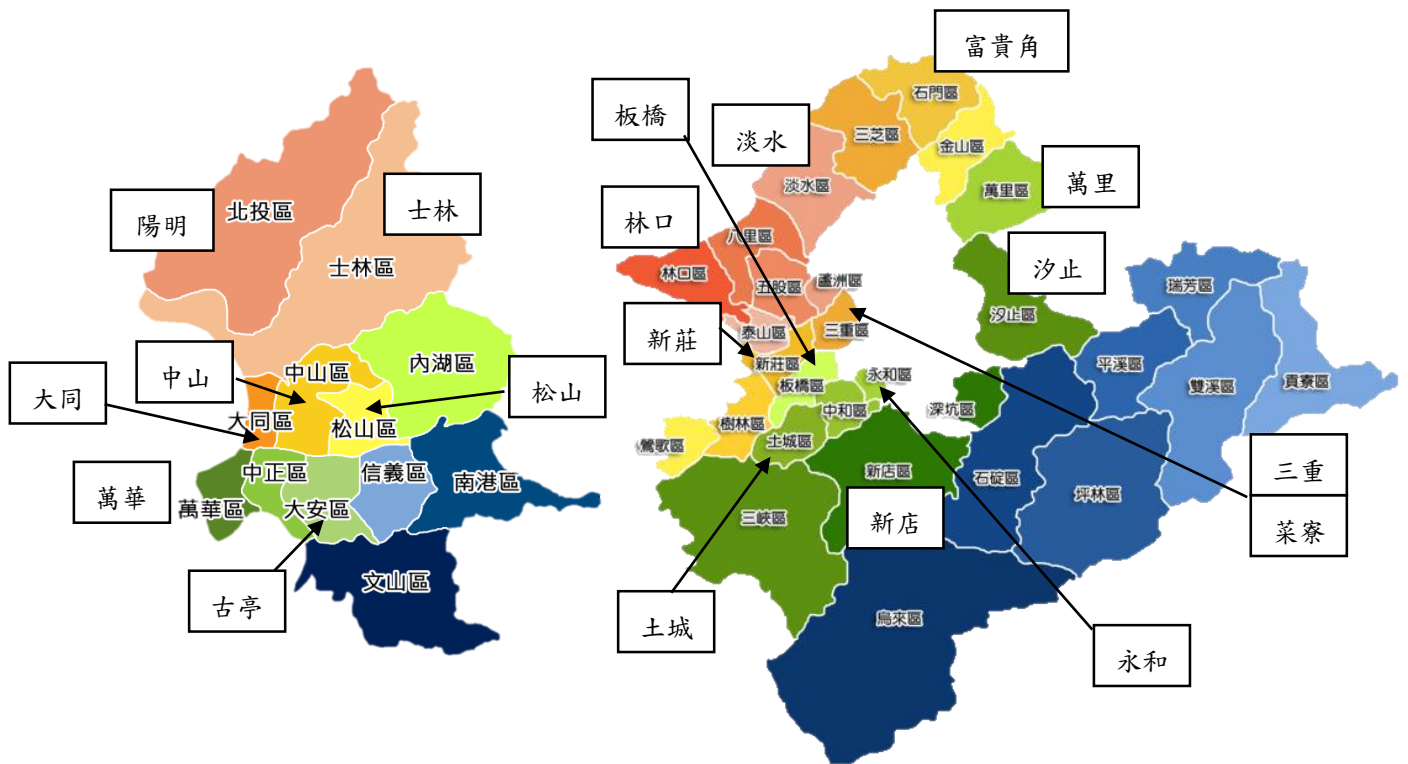 陽明
北投區
士林
士林區
內湖區
中山
中山區
大同
大同區
松山
松山區
萬華
萬華區
中正區
大安區
信義區
南港區
古亭
文山區
富貴角
石門區
板橋
淡水
三芝區
金山區
萬里
萬里區
淡水區
林口
八里區
林口區
五股區
蘆洲區
汐止
汐止區
瑞芳區
新莊
泰山區
三重區
新莊區
板橋區
永和區
平溪區
雙溪區
貢寮區
樹林區
中和區
深坑區
鶯歌區
土城區
新店區
石碇區
坪林區
三重
菜寮
三峽區
新店
土城
烏來區
永和